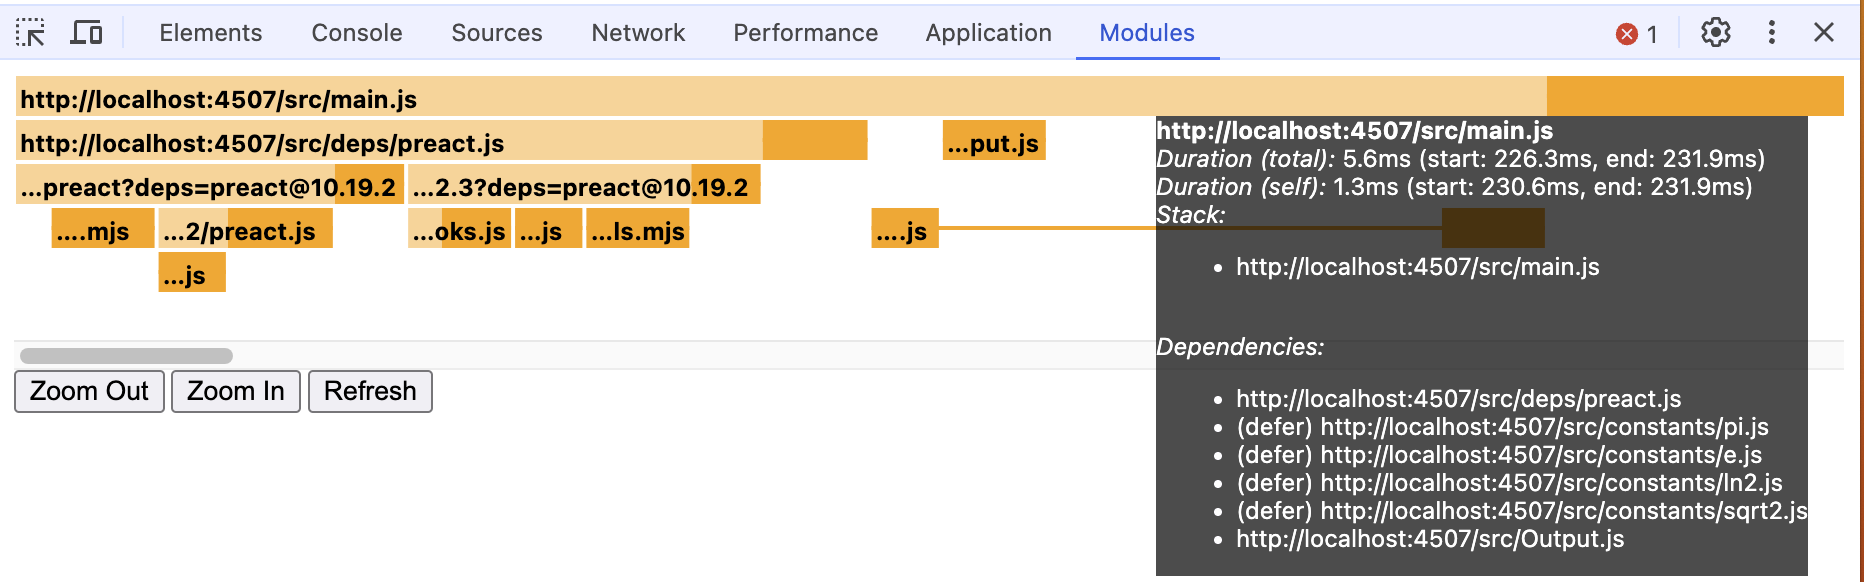 Elements Console Sources Network Performance Application Modules 1
http://localhost:4507/src/main.js
http://localhost:4507/src/deps/preact.js
...put.js
...preact?deps=preact@10.19.2
...2.3?deps=preact@10.19.2
....mjs
...2/preact.js
...oks.js
...js
...ls.mjs
....js
...js
http://localhost:4507/src/main.js
Duration (total): 5.6ms (start: 226.3ms, end: 231.9ms)
Duration (self): 1.3ms (start: 230.6ms, end: 231.9ms)
Stack:
• http://localhost:4507/src/main.js
Dependencies:
• http://localhost:4507/src/deps/preact.js
• (defer) http://localhost:4507/src/constants/pi.js
• (defer) http://localhost:4507/src/constants/e.js
• (defer) http://localhost:4507/src/constants/ln2.js
• (defer) http://localhost:4507/src/constants/sqrt2.js
• http://localhost:4507/src/Output.js
Zoom Out Zoom In Refresh